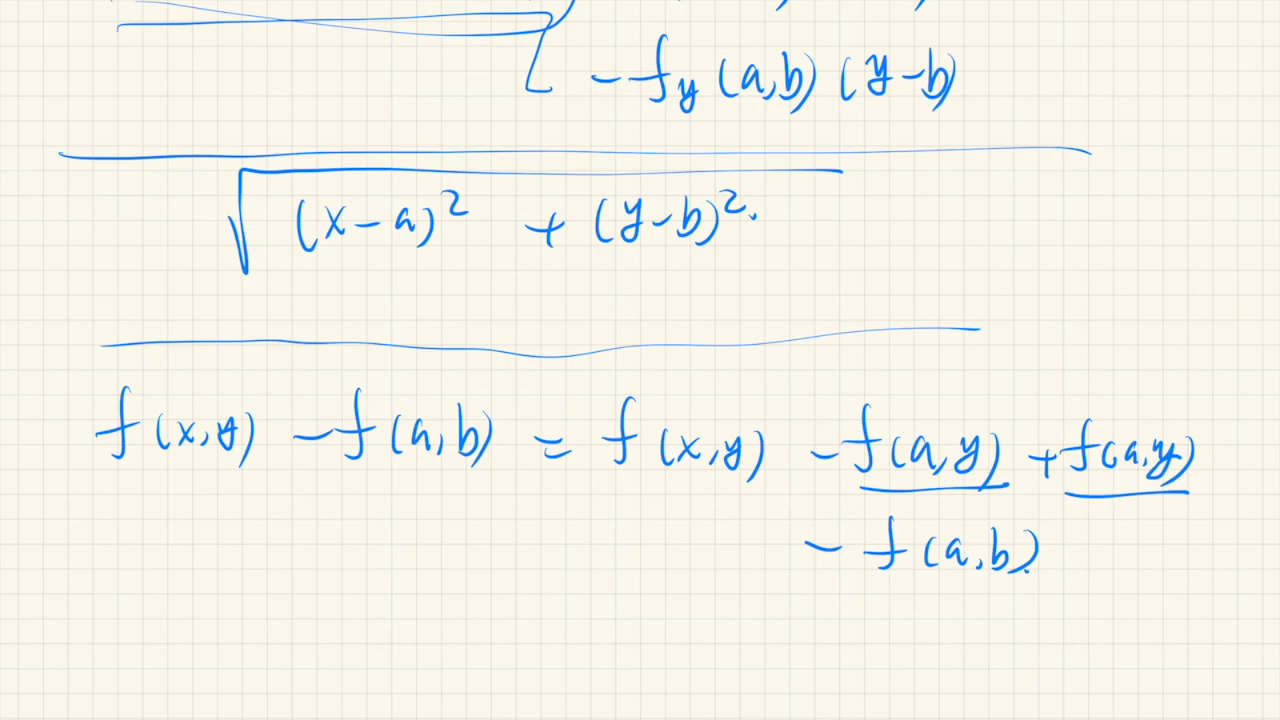 - f_y (a,b) (y-b)
√((x-a)^2 + (y-b)^2.
f(x,y) - f(a,b) = f(x,y) - f(a,y) + f(a,y)
- f(a,b).